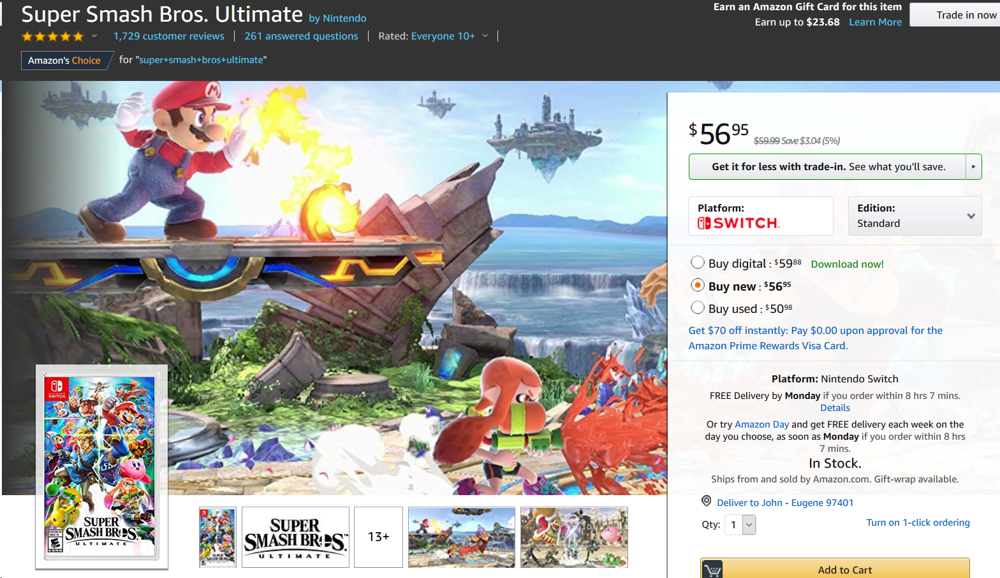 Super Smash Bros. Ultimate by Nintendo
1,729 customer reviews | 261 answered questions | Rated: Everyone 10+ |
Amazon's Choice for "super+smash+bros+ultimate"
Earn an Amazon Gift Card for this item
Earn up to $23.68 Learn More
Trade in now
$56 95 $59.99 Save $3.04 (5%)
Get it for less with trade-in. See what you'll save.
Platform:
SWITCH
Edition:
Standard
Buy digital : $59 88 Download now!
Buy new : $56 95
Buy used : $50 98
Get $70 off instantly: Pay $0.00 upon approval for the
Amazon Prime Rewards Visa Card.
Platform: Nintendo Switch
FREE Delivery by Monday if you order within 8 hrs 7 mins.
Details
Or try Amazon Day and get FREE delivery each week on the
day you choose, as soon as Monday if you order within 8 hrs
7 mins.
In Stock.
Ships from and sold by Amazon.com. Gift-wrap available.
Deliver to John - Eugene 97401
Qty: 1
Turn on 1-click ordering
Add to Cart
NINTENDO
SWITCH
SUPER
SMASH BROS.
ULTIMATE
E
ESRB
SUPER
SMASH BROS.™
ULTIMATE
13+